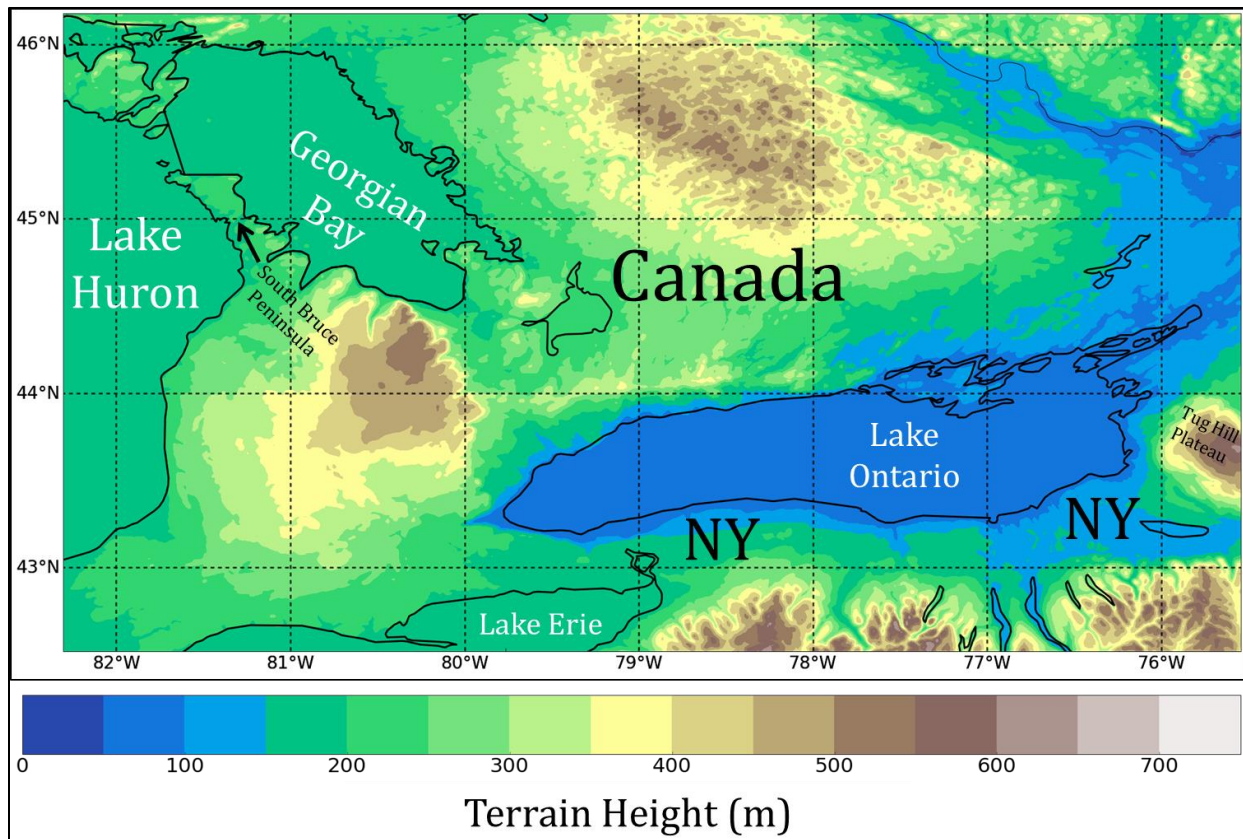 46°N
45°N
44°N
43°N
82°W
81°W
80°W
79°W
78°W
77°W
76°W
Georgian
Bay
Lake
Huron
South Bruce
Peninsula
Canada
Lake
Ontario
Tug Hill
Plateau
NY
NY
Lake Erie
0
100
200
300
400
500
600
700
Terrain Height (m)